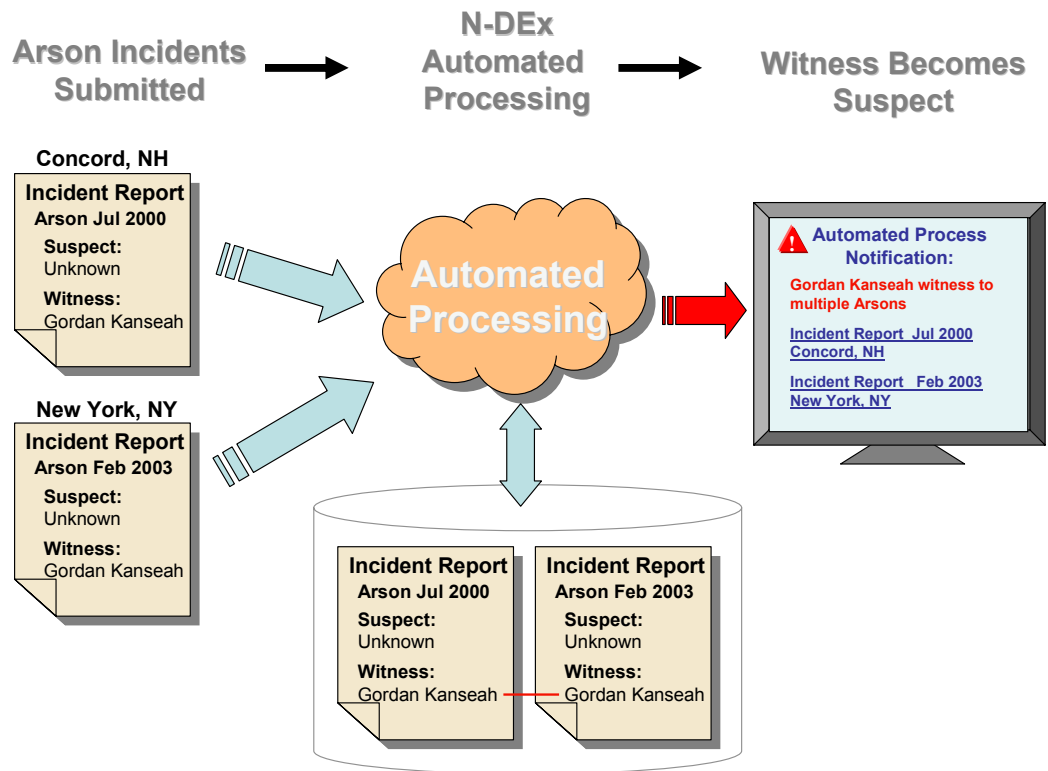 Arson Incidents
Submitted
N-DEx
Automated
Processing
Witness Becomes
Suspect
Concord, NH
Incident Report
Arson Jul 2000
Suspect:
Unknown
Witness:
Gordan Kanseah
New York, NY
Incident Report
Arson Feb 2003
Suspect:
Unknown
Witness:
Gordan Kanseah
Automated
Processing
!
Automated Process
Notification:
Gordan Kanseah witness to
multiple Arsons
Incident Report Jul 2000
Concord, NH
Incident Report Feb 2003
New York, NY
Incident Report
Arson Jul 2000
Suspect:
Unknown
Witness:
Gordan Kanseah
Incident Report
Arson Feb 2003
Suspect:
Unknown
Witness:
Gordan Kanseah